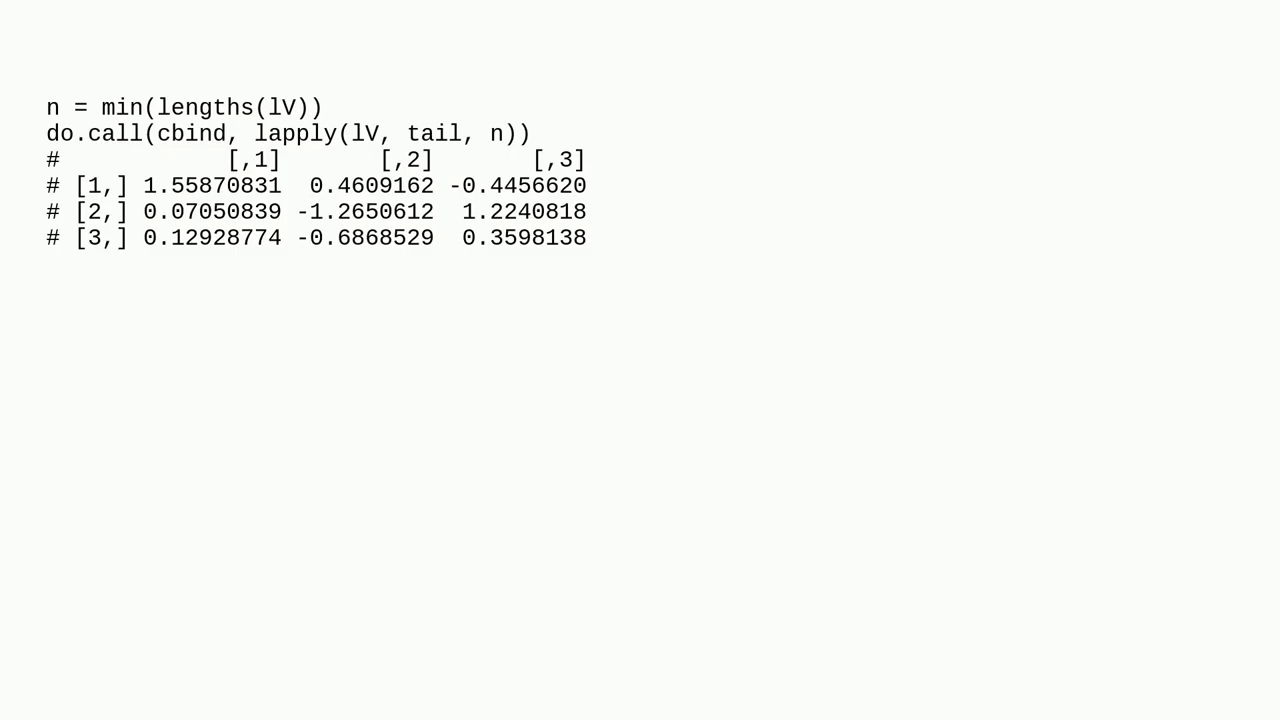 n = min(lengths(lV))
do.call(cbind, lapply(lV, tail, n))
#            [,1]       [,2]       [,3]
# [1,] 1.55870831  0.4609162 -0.4456620
# [2,] 0.07050839 -1.2650612  1.2240818
# [3,] 0.12928774 -0.6868529  0.3598138